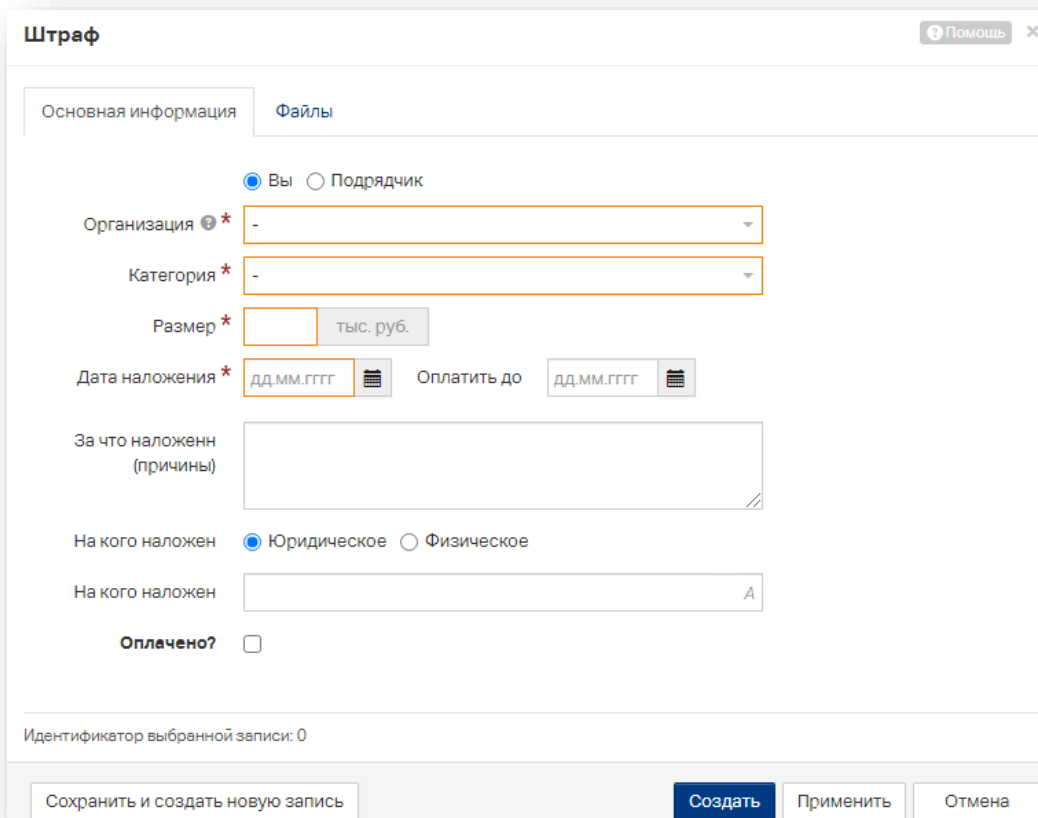 Штраф
Помощь
Основная информация Файлы
Вы Подрядчик
Организация * -
Категория * -
Размер * тыс. руб.
Дата наложения * дд.мм.гггг Оплатить до дд.мм.гггг
За что наложенн
(причины)
На кого наложен Юридическое Физическое
На кого наложен A
Оплачено?
Идентификатор выбранной записи: 0
Сохранить и создать новую запись Создать Применить Отмена